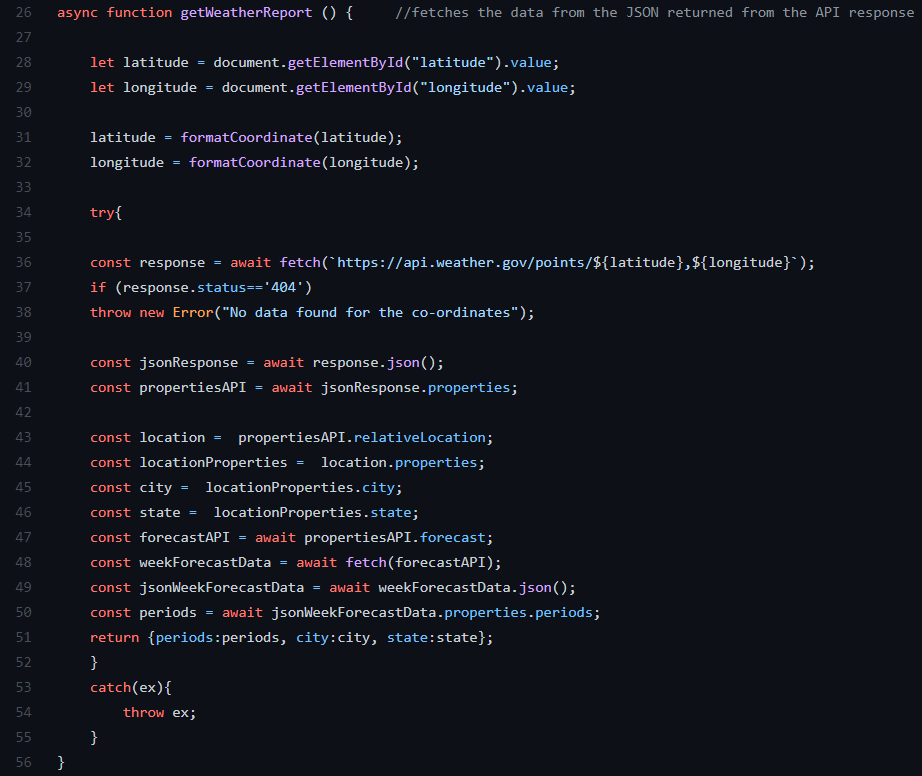 26 async function getWeatherReport () {     //fetches the data from the JSON returned from the API response
27
28     let latitude = document.getElementById("latitude").value;
29     let longitude = document.getElementById("longitude").value;
30
31     latitude = formatCoordinate(latitude);
32     longitude = formatCoordinate(longitude);
33
34     try{
35
36     const response = await fetch(`https://api.weather.gov/points/${latitude},${longitude}`);
37     if (response.status=='404')
38     throw new Error("No data found for the co-ordinates");
39
40     const jsonResponse = await response.json();
41     const propertiesAPI = await jsonResponse.properties;
42
43     const location =  propertiesAPI.relativeLocation;
44     const locationProperties =  location.properties;
45     const city =  locationProperties.city;
46     const state =  locationProperties.state;
47     const forecastAPI = await propertiesAPI.forecast;
48     const weekForecastData = await fetch(forecastAPI);
49     const jsonWeekForecastData = await weekForecastData.json();
50     const periods = await jsonWeekForecastData.properties.periods;
51     return {periods:periods, city:city, state:state};
52     }
53     catch(ex){
54         throw ex;
55     }
56 }